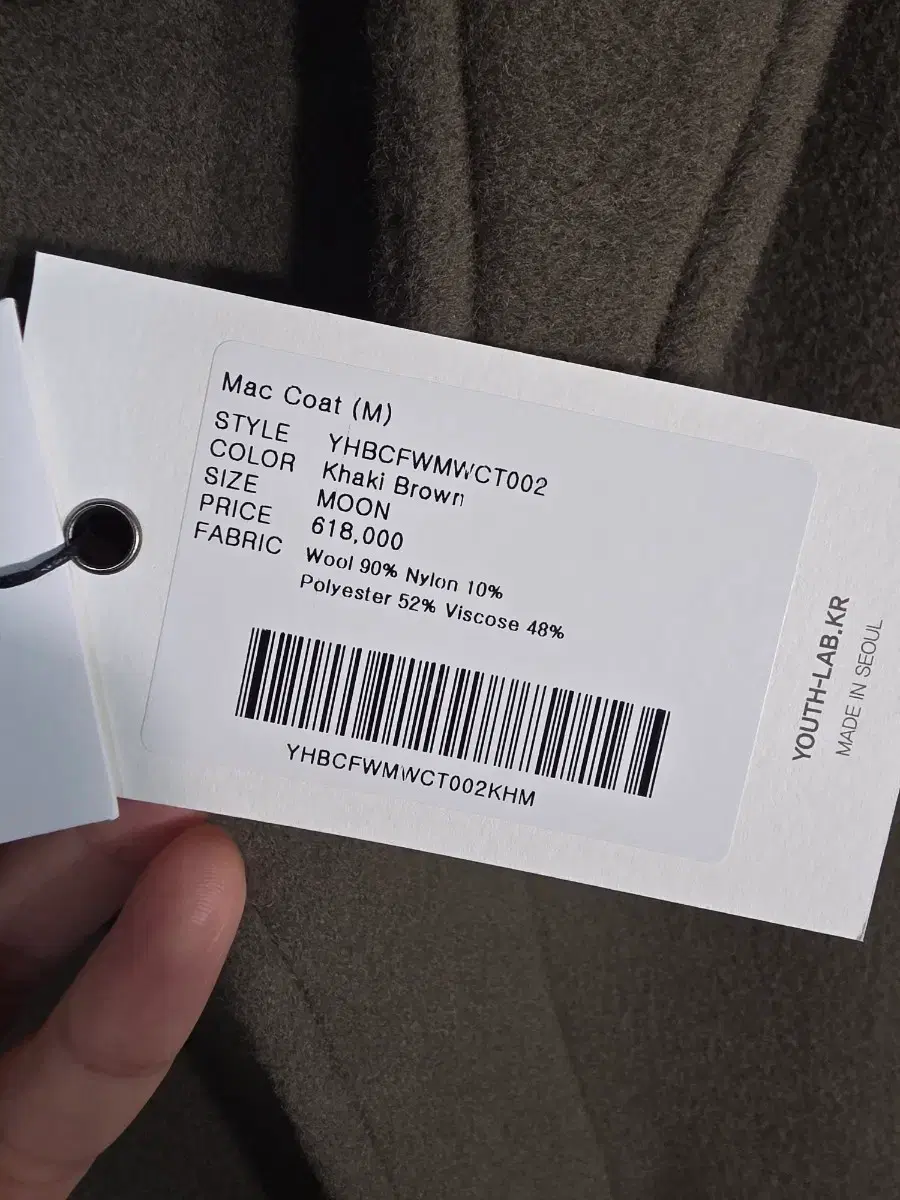 Mac Coat (M)
STYLE YHBCFWMWCT002
COLOR Khaki Brown
SIZE MOON
PRICE 618,000
FABRIC Wool 90% Nylon 10%
Polyester 52% Viscose 48%
YHBCFWMWCT002KHM
YOUTH-LAB.KR
MADE IN SEOUL